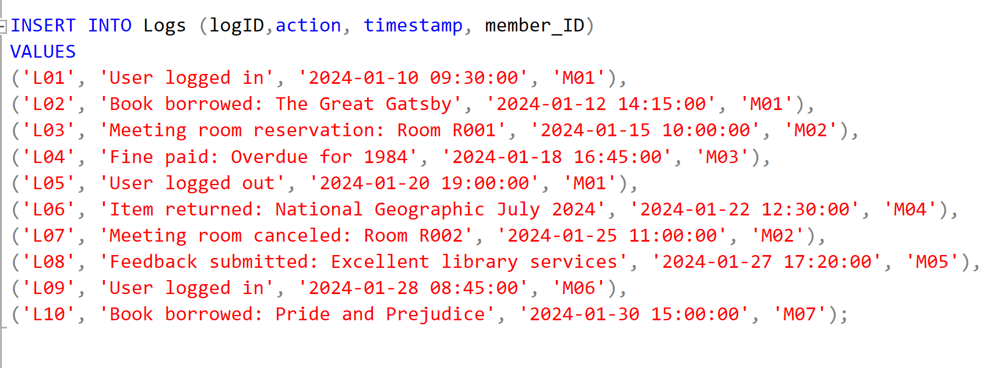 INSERT INTO Logs (logID,action, timestamp, member_ID)
VALUES
('L01', 'User logged in', '2024-01-10 09:30:00', 'M01'),
('L02', 'Book borrowed: The Great Gatsby', '2024-01-12 14:15:00', 'M01'),
('L03', 'Meeting room reservation: Room R001', '2024-01-15 10:00:00', 'M02'),
('L04', 'Fine paid: Overdue for 1984', '2024-01-18 16:45:00', 'M03'),
('L05', 'User logged out', '2024-01-20 19:00:00', 'M01'),
('L06', 'Item returned: National Geographic July 2024', '2024-01-22 12:30:00', 'M04'),
('L07', 'Meeting room canceled: Room R002', '2024-01-25 11:00:00', 'M02'),
('L08', 'Feedback submitted: Excellent library services', '2024-01-27 17:20:00', 'M05'),
('L09', 'User logged in', '2024-01-28 08:45:00', 'M06'),
('L10', 'Book borrowed: Pride and Prejudice', '2024-01-30 15:00:00', 'M07');